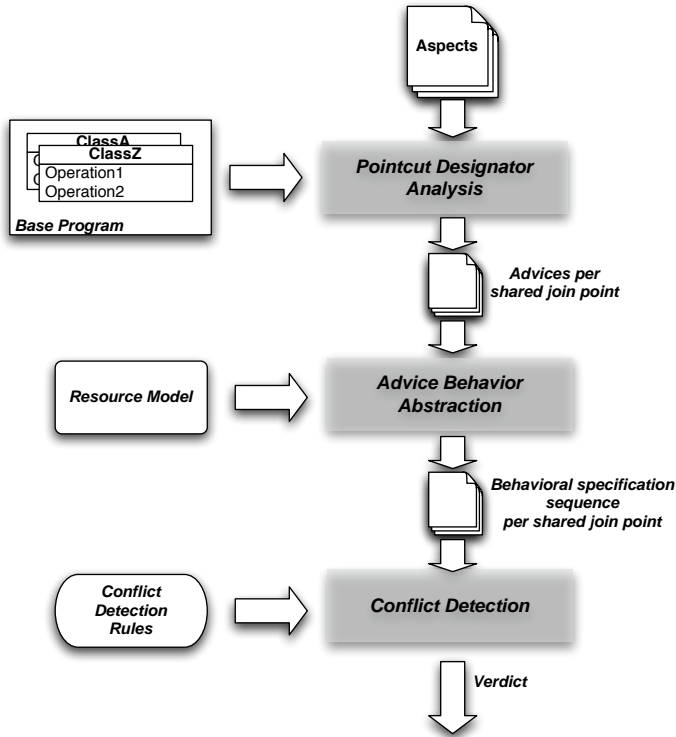 Aspects
ClassA
ClassZ
Operation1
Operation2
Base Program
Pointcut Designator
Analysis
Advices per
shared join point
Resource Model
Advice Behavior
Abstraction
Behavioral specification
sequence
per shared join point
Conflict
Detection
Rules
Conflict Detection
Verdict